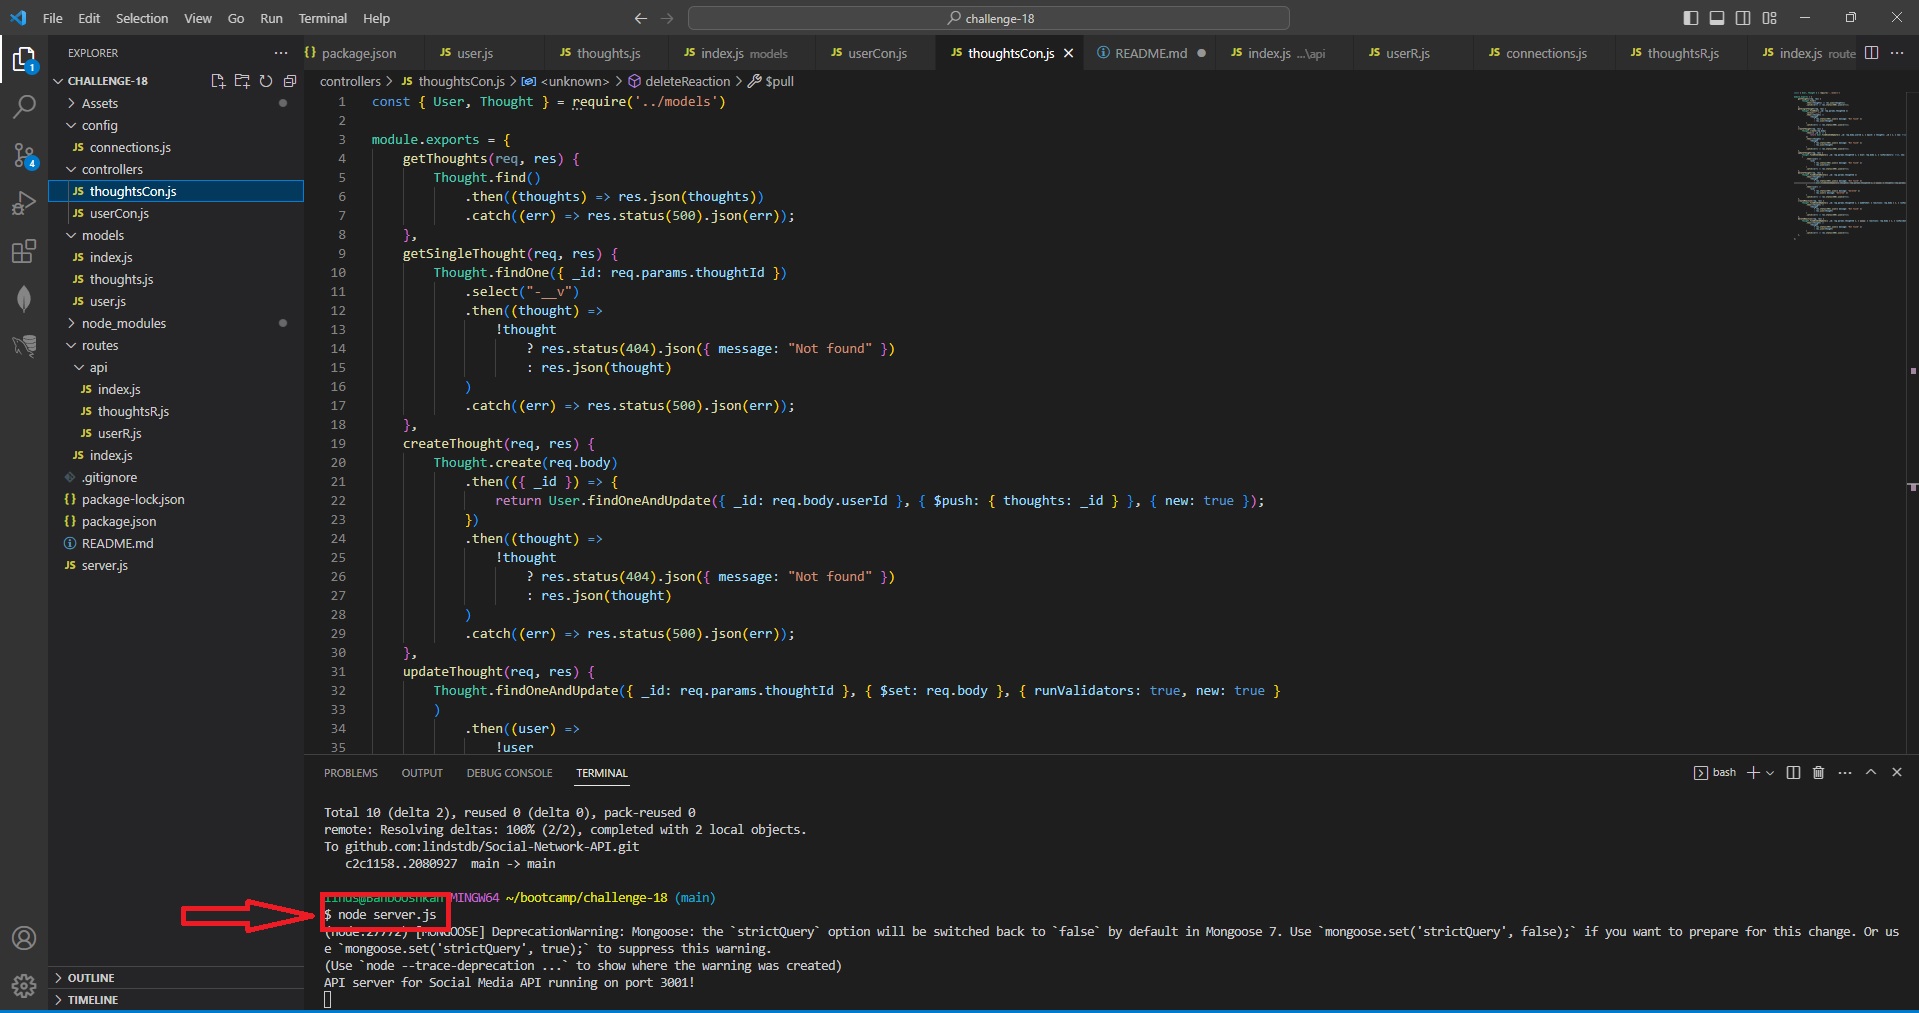 File Edit Selection View Go Run Terminal Help
challenge-18
EXPLORER
package.json
user.js
thoughts.js
index.js models
userCon.js
thoughtsCon.js
README.md
index.js ...\api
userR.js
connections.js
thoughtsR.js
index.js route
CHALLENGE-18
Assets
config
JS connections.js
controllers
JS thoughtsCon.js
JS userCon.js
models
JS index.js
JS thoughts.js
JS user.js
node_modules
routes
api
JS index.js
JS thoughtsR.js
JS userR.js
JS index.js
.gitignore
{} package-lock.json
{} package.json
README.md
JS server.js
OUTLINE
TIMELINE
1
4
controllers > JS thoughtsCon.js > <unknown> > deleteReaction > $pull
1 const { User, Thought } = require('../models')
2
3 module.exports = {
4 getThoughts(req, res) {
5 Thought.find()
6 .then((thoughts) => res.json(thoughts))
7 .catch((err) => res.status(500).json(err));
8 },
9 getSingleThought(req, res) {
10 Thought.findOne({ _id: req.params.thoughtId })
11 .select("-__v")
12 .then((thought) =>
13 !thought
14 ? res.status(404).json({ message: "Not found" })
15 : res.json(thought)
16 )
17 .catch((err) => res.status(500).json(err));
18 },
19 createThought(req, res) {
20 Thought.create(req.body)
21 .then(({ _id }) => {
22 return User.findOneAndUpdate({ _id: req.body.userId }, { $push: { thoughts: _id } }, { new: true });
23 })
24 .then((thought) =>
25 !thought
26 ? res.status(404).json({ message: "Not found" })
27 : res.json(thought)
28 )
29 .catch((err) => res.status(500).json(err));
30 },
31 updateThought(req, res) {
32 Thought.findOneAndUpdate({ _id: req.params.thoughtId }, { $set: req.body }, { runValidators: true, new: true }
33 )
34 .then((user) =>
35 !user
PROBLEMS OUTPUT DEBUG CONSOLE TERMINAL
bash
Total 10 (delta 2), reused 0 (delta 0), pack-reused 0
remote: Resolving deltas: 100% (2/2), completed with 2 local objects.
To github.com:lindstdb/Social-Network-API.git
c2c1158..2080927 main -> main
MINGW64 ~/bootcamp/challenge-18 (main)
$ node server.js
[MONGOOSE] DeprecationWarning: Mongoose: the `strictQuery` option will be switched back to `false` by default in Mongoose 7. Use `mongoose.set('strictQuery', false);` if you want to prepare for this change. Or us
e `mongoose.set('strictQuery', true);` to suppress this warning.
(Use `node --trace-deprecation ...` to show where the warning was created)
API server for Social Media API running on port 3001!